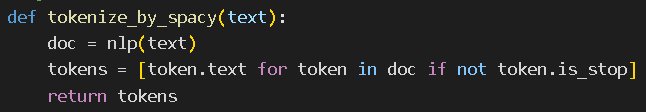 def tokenize_by_spacy(text):
    doc = nlp(text)
    tokens = [token.text for token in doc if not token.is_stop]
    return tokens